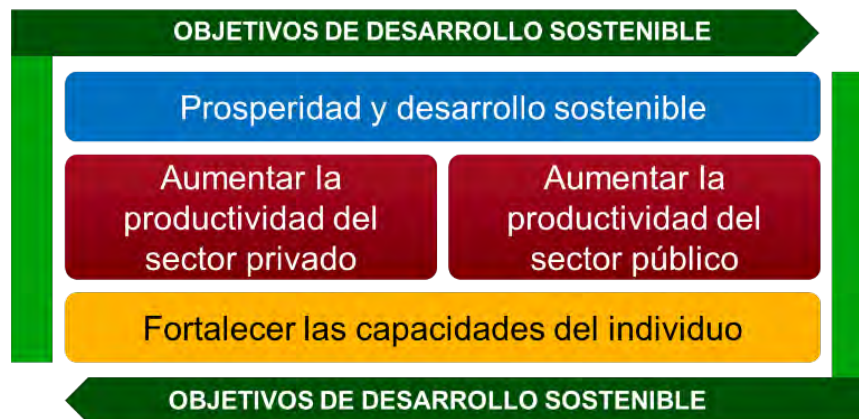 OBJETIVOS DE DESARROLLO SOSTENIBLE
Prosperidad y desarrollo sostenible
Aumentar la
productividad del
sector privado
Aumentar la
productividad del
sector público
Fortalecer las capacidades del individuo
OBJETIVOS DE DESARROLLO SOSTENIBLE